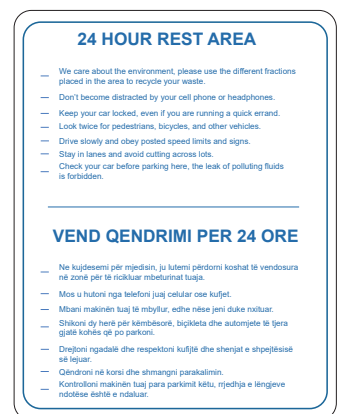 24 HOUR REST AREA
— We care about the environment, please use the different fractions
placed in the area to recycle your waste.
— Don't become distracted by your cell phone or headphones.
— Keep your car locked, even if you are running a quick errand.
— Look twice for pedestrians, bicycles, and other vehicles.
— Drive slowly and obey posted speed limits and signs.
— Stay in lanes and avoid cutting across lots.
— Check your car before parking here, the leak of polluting fluids
is forbidden.
VEND QENDRIMI PER 24 ORE
— Ne kujdesemi për mjedisin, ju lutemi përdorni koshat të vendosura
në zonë për të ricikluar mbeturinat tuaja.
— Mos u hutoni nga telefoni juaj celular ose kufjet.
— Mbani makinën tuaj të mbyllur, edhe nëse jeni duke nxituar.
— Shikoni dy herë për këmbësorë, biçikleta dhe automjete të tjera
gjatë kohës që po parkoni.
— Drejtoni ngadalë dhe respektoni kufijtë dhe shenjat e shpejtësisë
së lejuar.
— Qëndroni në korsi dhe shmangni parakalimin.
— Kontrolloni makinën tuaj para parkimit këtu, rrjedhja e lëngjeve
ndotëse është e ndaluar.